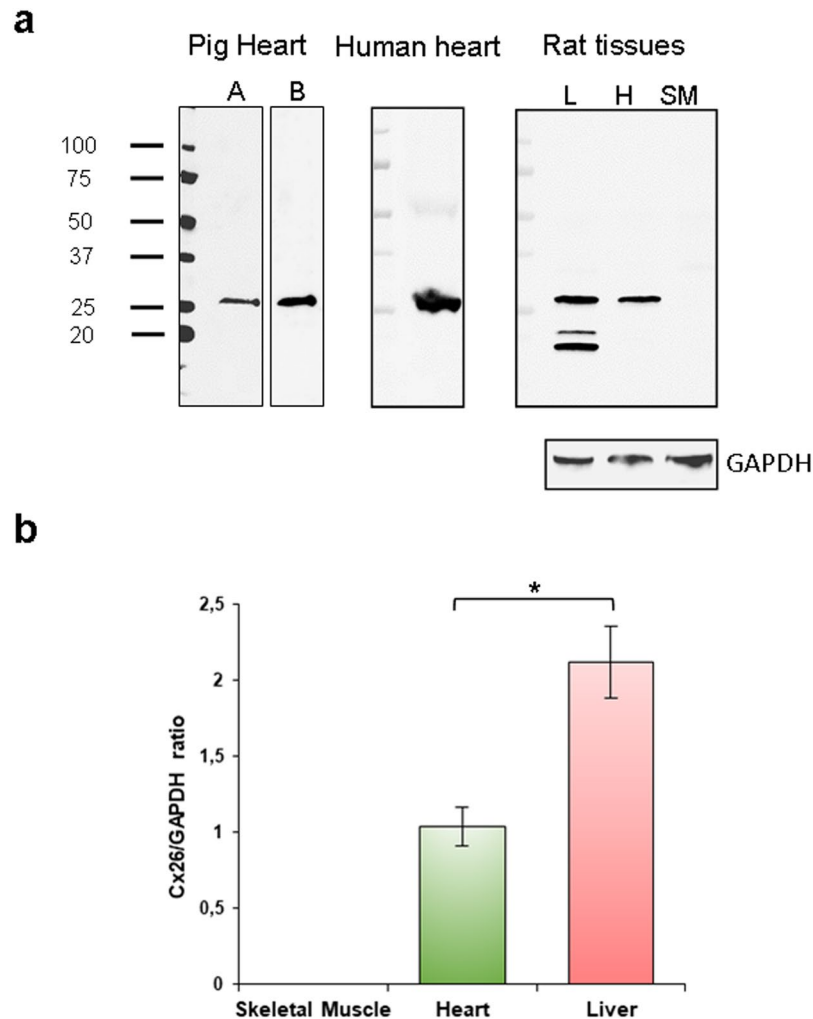 a
Pig Heart Human heart Rat tissues
A B L H SM
100
75
50
37
25
20
GAPDH
b
*
2,5
2
1,5
1
0,5
0
Cx26/GAPDH ratio
Skeletal Muscle Heart Liver